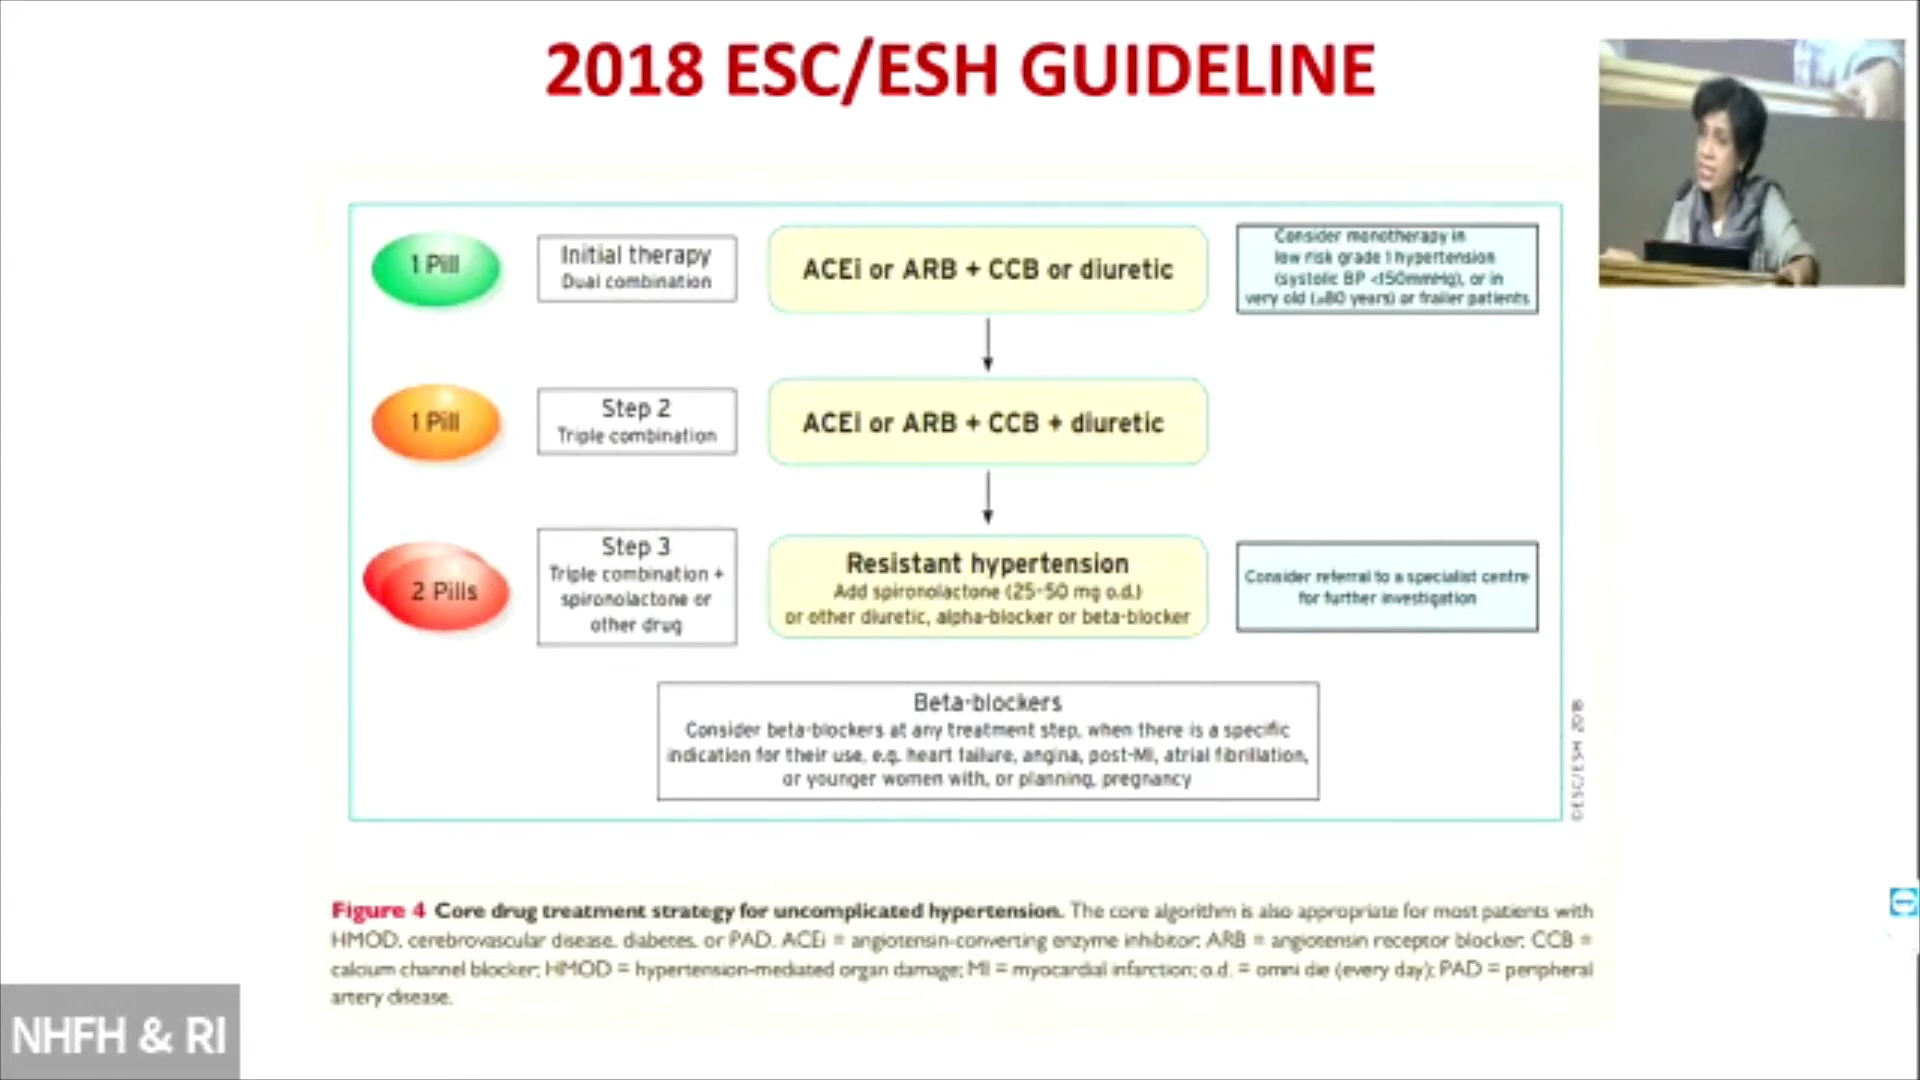 2018 ESC/ESH GUIDELINE
1 Pill
Initial therapy
Dual combination
ACEi or ARB + CCB or diuretic
Consider monotherapy in
low risk grade 1 hypertension
(systolic BP <150mmHg), or in
very old (≥80 years) or frailer patients
1 Pill
Step 2
Triple combination
ACEi or ARB + CCB + diuretic
2 Pills
Step 3
Triple combination +
spironolactone or
other drug
Resistant hypertension
Add spironolactone (25-50 mg o.d.)
or other diuretic, alpha-blocker or beta-blocker
Consider referral to a specialist centre
for further investigation
Beta-blockers
Consider beta-blockers at any treatment step, when there is a specific
indication for their use, e.g. heart failure, angina, post-MI, atrial fibrillation,
or younger women with, or planning, pregnancy
©ESC/ESH 2018
Figure 4 Core drug treatment strategy for uncomplicated hypertension. The core algorithm is also appropriate for most patients with
HMOD, cerebrovascular disease, diabetes, or PAD. ACEi = angiotensin-converting enzyme inhibitor; ARB = angiotensin receptor blocker; CCB =
calcium channel blocker; HMOD = hypertension-mediated organ damage; MI = myocardial infarction; o.d. = omni die (every day); PAD = peripheral
artery disease.
NHFH & RI